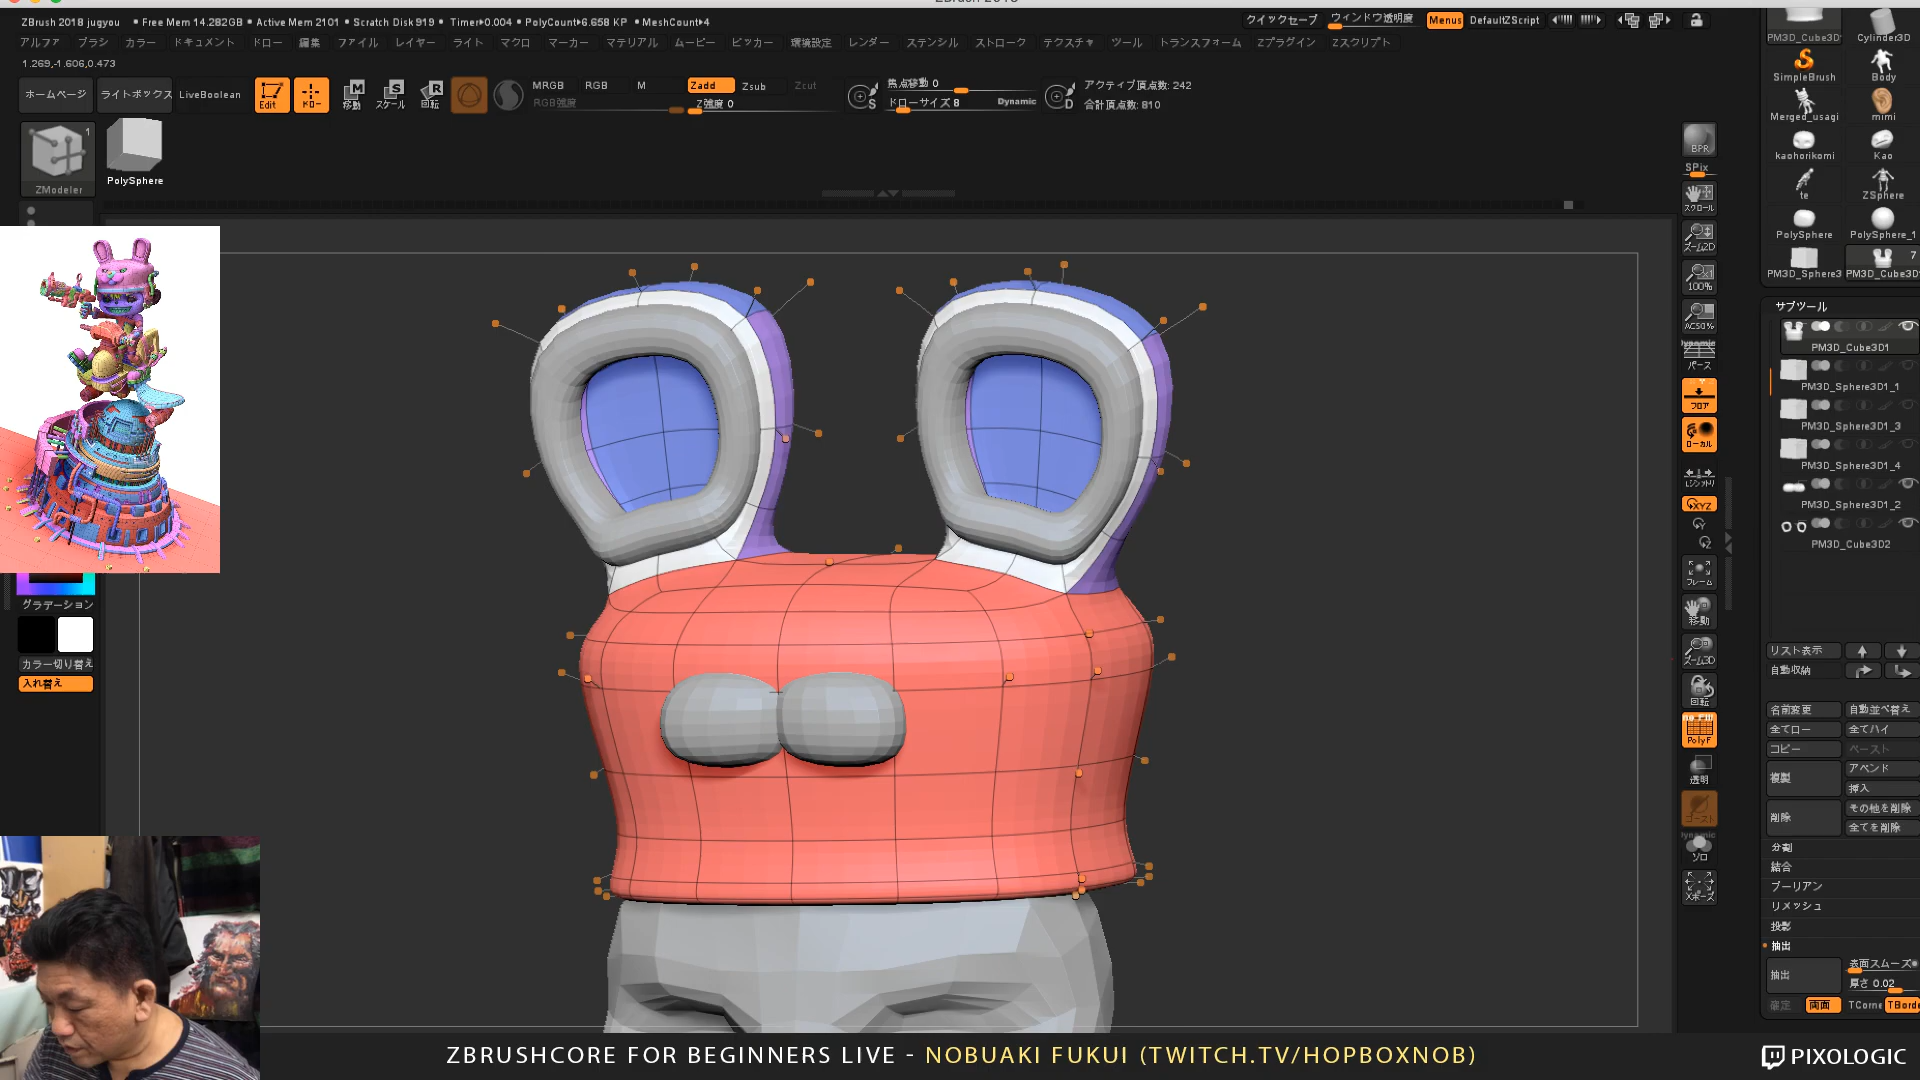 ZBrush 2018 jugyou • Free Mem 14.282GB • Active Mem 2101 • Scratch Disk 919 • Timer▸0.004 • PolyCount▸6.658 KP • MeshCount▸4
クイックセーブ ウィンドウ透明度 Menus DefaultZScript
アルファ ブラシ カラー ドキュメント ドロー 編集 ファイル レイヤー ライト マクロ マーカー マテリアル ムービー ピッカー 環境設定 レンダー ステンシル ストローク テクスチャ ツール トランスフォーム Zプラグイン Zスクリプト
1.269,-1.606,0.473
ホームページ ライトボックス LiveBoolean Edit ドロー 移動 スケール 回転
MRGB RGB M Zadd Zsub Zcut
RGB強度 Z強度 0
焦点移動 0
ドローサイズ 8 Dynamic
アクティブ頂点数: 242
合計頂点数: 810
1
ZModeler
PolySphere
グラデーション
カラー切り替え
入れ替え
BPR
SPix
スクロール
ズーム2D
100%
AC50%
Dynamic
パース
フロア
ローカル
XYZ
フレーム
移動
ズーム3D
回転
PolyF
透明
ゴースト
Dynamic
ソロ
Xポーズ
PM3D_Cube3D Cylinder3D
SimpleBrush Body
Merged_usagi mimi
kaohorikomi Kao
te ZSphere
PolySphere PolySphere_1
7
PM3D_Sphere3 PM3D_Cube3D
サブツール
PM3D_Cube3D1
PM3D_Sphere3D1_1
PM3D_Sphere3D1_3
PM3D_Sphere3D1_4
PM3D_Sphere3D1_2
PM3D_Cube3D2
リスト表示
自動収納
名前変更 自動並べ替え
全てロー 全てハイ
コピー ペースト
複製 アペンド
挿入
削除 その他を削除
全てを削除
分割
結合
ブーリアン
リメッシュ
投影
抽出
抽出 表面スムーズ
厚さ 0.02
確定 両面 TCorne TBorde
ZBRUSHCORE FOR BEGINNERS LIVE - NOBUAKI FUKUI (TWITCH.TV/HOPBOXNOB)
PIXOLOGIC